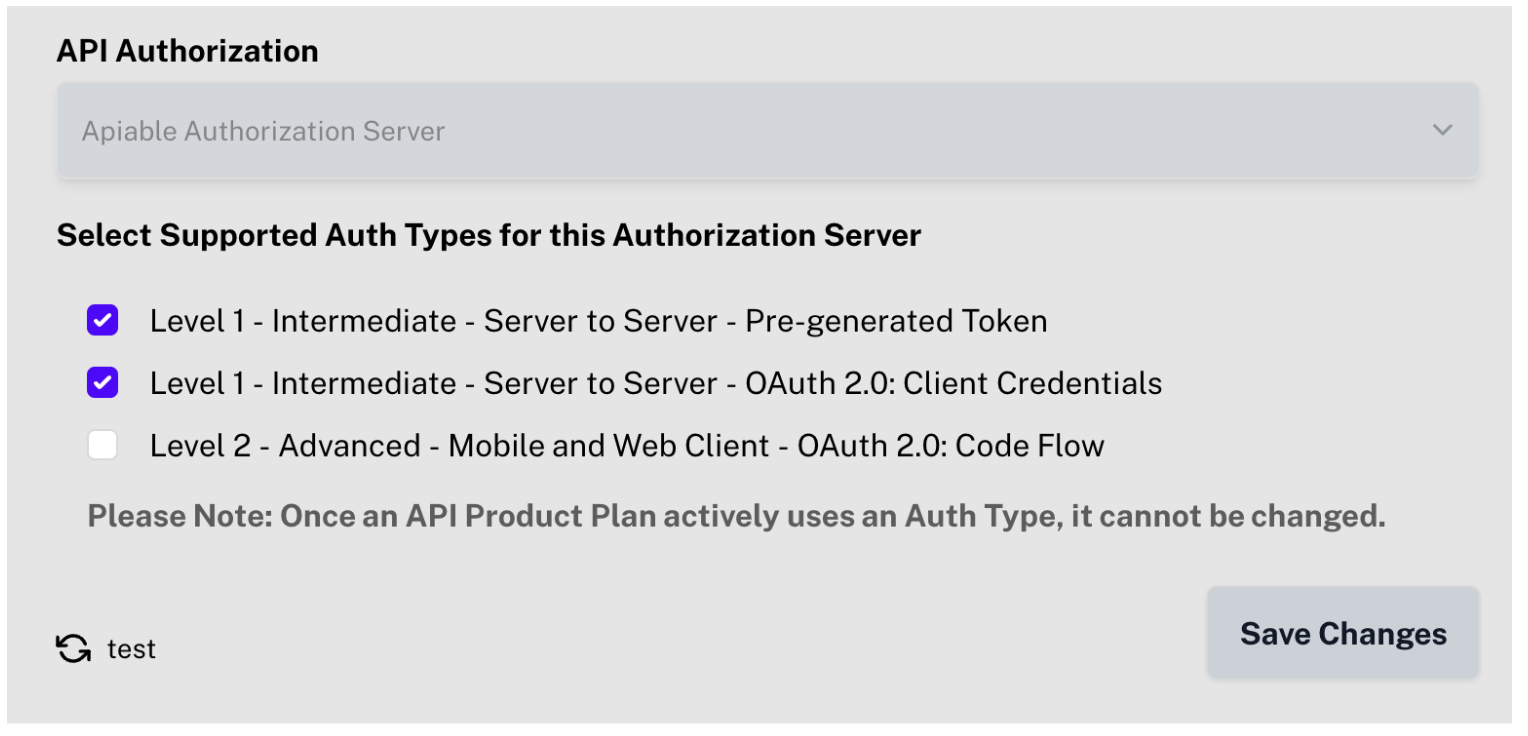 API Authorization
Apiable Authorization Server
Select Supported Auth Types for this Authorization Server
Level 1 - Intermediate - Server to Server - Pre-generated Token
Level 1 - Intermediate - Server to Server - OAuth 2.0: Client Credentials
Level 2 - Advanced - Mobile and Web Client - OAuth 2.0: Code Flow
Please Note: Once an API Product Plan actively uses an Auth Type, it cannot be changed.
test
Save Changes